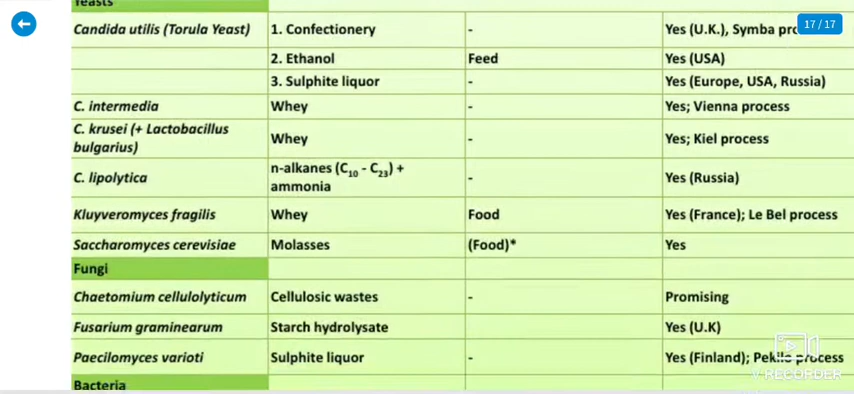 Yeasts
17 / 17
Candida utilis (Torula Yeast) 1. Confectionery - Yes (U.K.), Symba
2. Ethanol Feed Yes (USA)
3. Sulphite liquor - Yes (Europe, USA, Russia)
C. intermedia Whey - Yes; Vienna process
C. krusei (+ Lactobacillus
bulgarius) Whey - Yes; Kiel process
C. lipolytica n-alkanes (C10 - C23) +
ammonia - Yes (Russia)
Kluyveromyces fragilis Whey Food Yes (France); Le Bel process
Saccharomyces cerevisiae Molasses (Food)* Yes
Fungi
Chaetomium cellulolyticum Cellulosic wastes - Promising
Fusarium graminearum Starch hydrolysate Yes (U.K)
Paecilomyces varioti Sulphite liquor - Yes (Finland); Pekilo process
V RECORDER
Bacteria